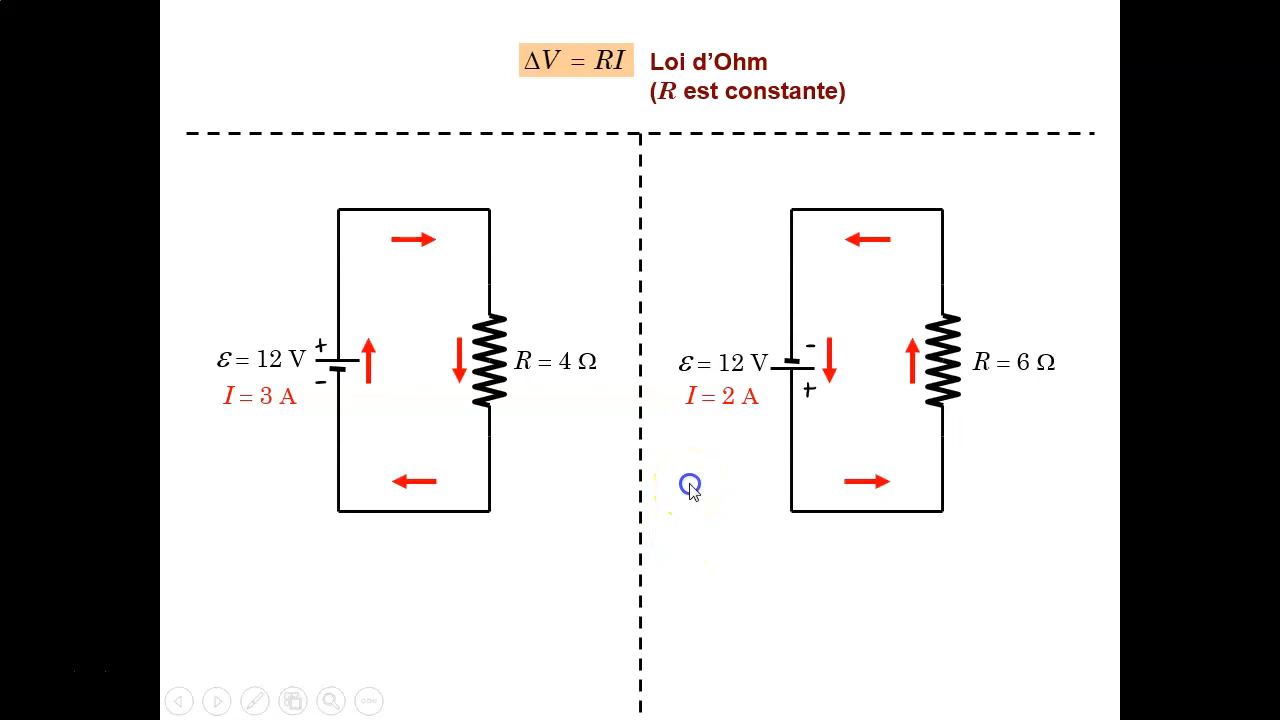 ΔV = RI
Loi d’Ohm
(R est constante)
+
ε = 12 V
-
I = 3 A
R = 4 Ω
-
ε = 12 V
+
I = 2 A
R = 6 Ω